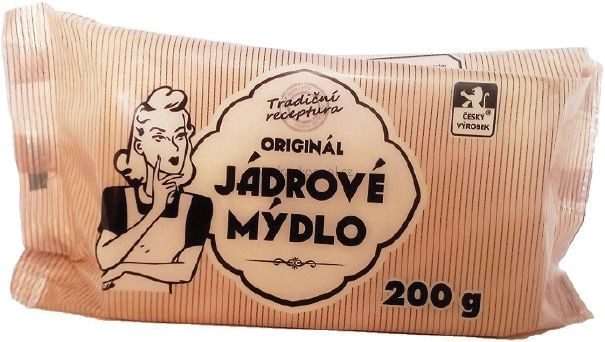 Tradiční
receptura
ORIGINÁL
JÁDROVÉ
MÝDLO
200 g
ČESKÝ
VÝROBEK